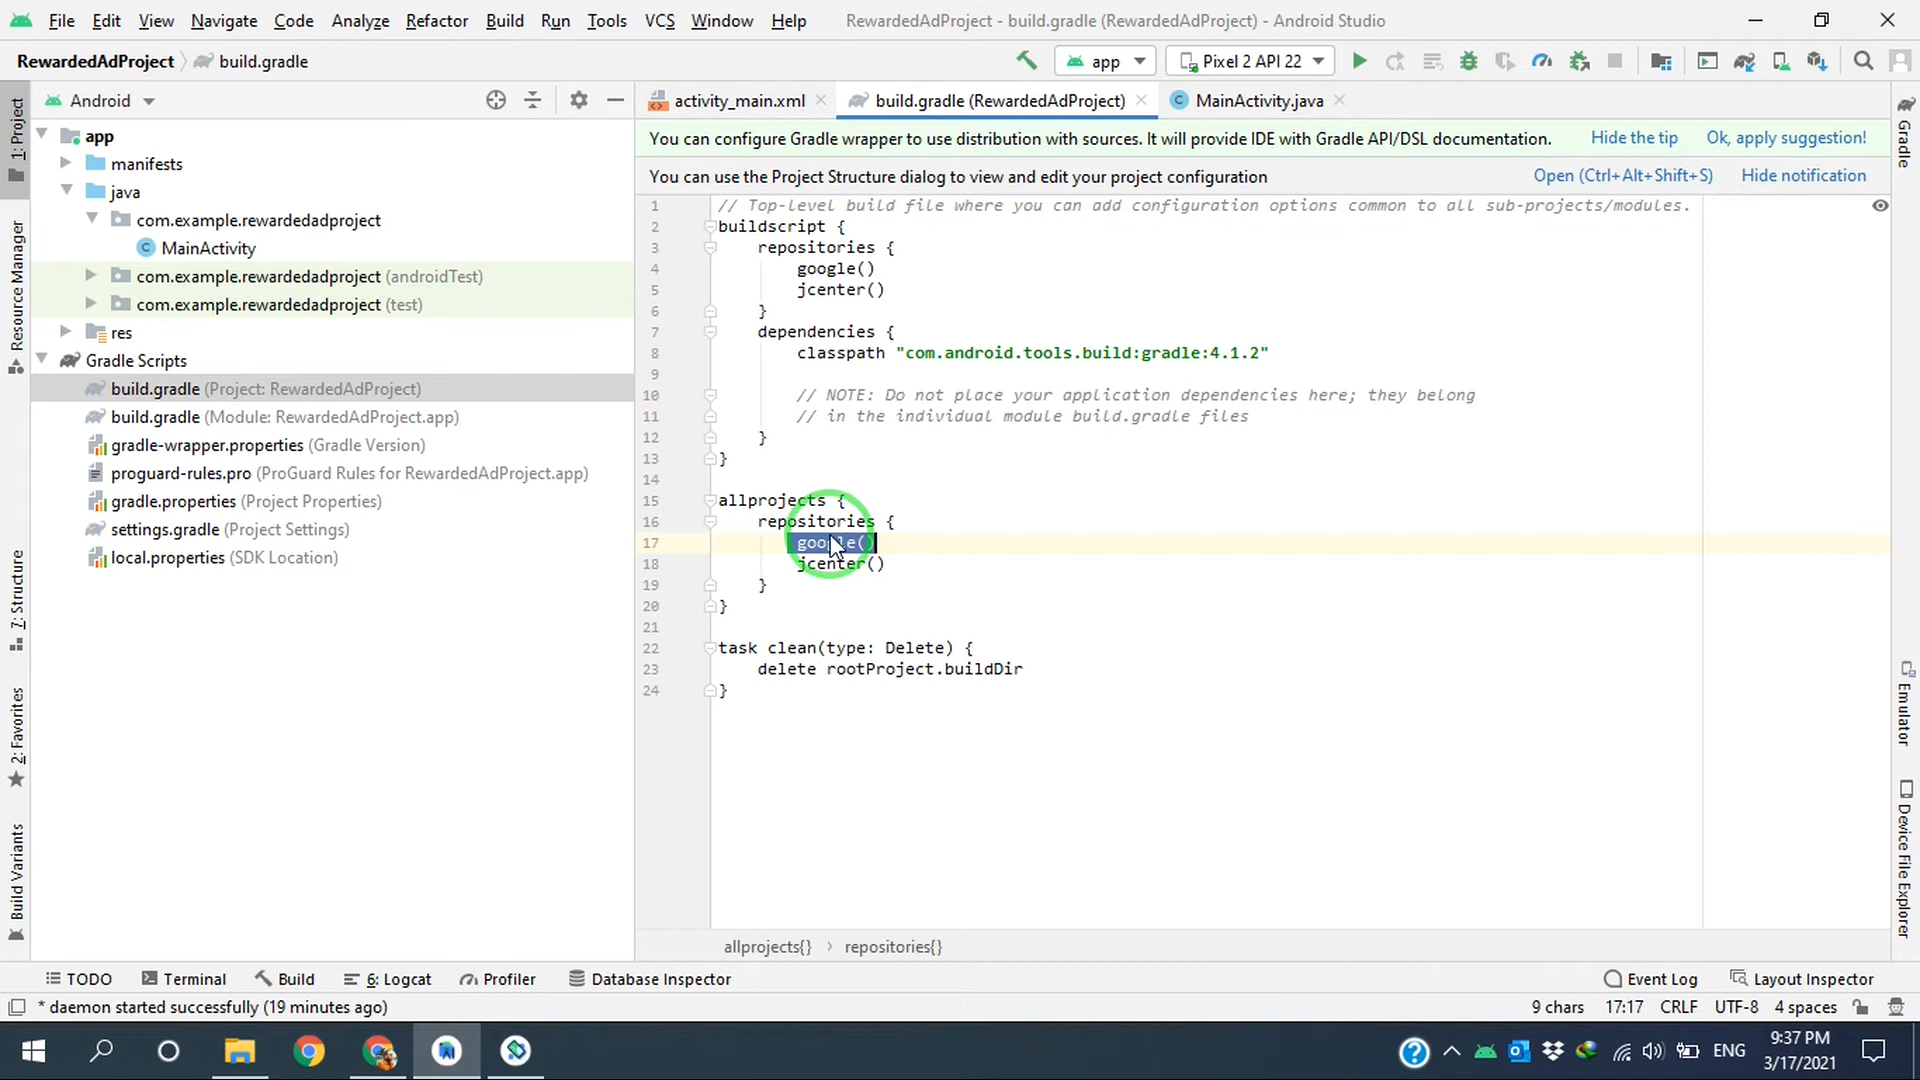 File Edit View Navigate Code Analyze Refactor Build Run Tools VCS Window Help RewardedAdProject - build.gradle (RewardedAdProject) - Android Studio
RewardedAdProject build.gradle app Pixel 2 API 22
Android
activity_main.xml build.gradle (RewardedAdProject) MainActivity.java
You can configure Gradle wrapper to use distribution with sources. It will provide IDE with Gradle API/DSL documentation. Hide the tip Ok, apply suggestion!
You can use the Project Structure dialog to view and edit your project configuration Open (Ctrl+Alt+Shift+S) Hide notification
1: Project
Resource Manager
7: Structure
2: Favorites
Build Variants
app
manifests
java
com.example.rewardedadproject
MainActivity
com.example.rewardedadproject (androidTest)
com.example.rewardedadproject (test)
res
Gradle Scripts
build.gradle (Project: RewardedAdProject)
build.gradle (Module: RewardedAdProject.app)
gradle-wrapper.properties (Gradle Version)
proguard-rules.pro (ProGuard Rules for RewardedAdProject.app)
gradle.properties (Project Properties)
settings.gradle (Project Settings)
local.properties (SDK Location)
1 // Top-level build file where you can add configuration options common to all sub-projects/modules.
2 buildscript {
3 repositories {
4 google()
5 jcenter()
6 }
7 dependencies {
8 classpath "com.android.tools.build:gradle:4.1.2"
9
10 // NOTE: Do not place your application dependencies here; they belong
11 // in the individual module build.gradle files
12 }
13 }
14
15 allprojects {
16 repositories {
17 google()
18 jcenter()
19 }
20 }
21
22 task clean(type: Delete) {
23 delete rootProject.buildDir
24 }
allprojects{} › repositories{}
Gradle
Emulator
Device File Explorer
TODO Terminal Build 6: Logcat Profiler Database Inspector Event Log Layout Inspector
* daemon started successfully (19 minutes ago) 9 chars 17:17 CRLF UTF-8 4 spaces
ENG 9:37 PM
3/17/2021